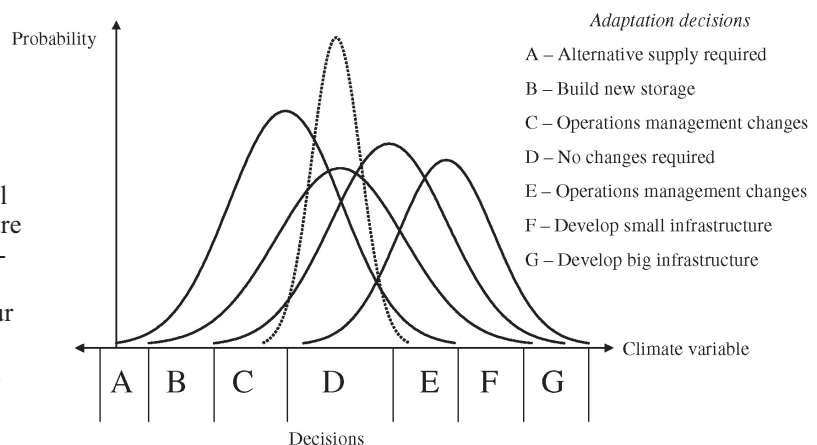 Probability
Adaptation decisions
A – Alternative supply required
B – Build new storage
C – Operations management changes
D – No changes required
E – Operations management changes
F – Develop small infrastructure
G – Develop big infrastructure
Climate variable
A B C D E F G
Decisions